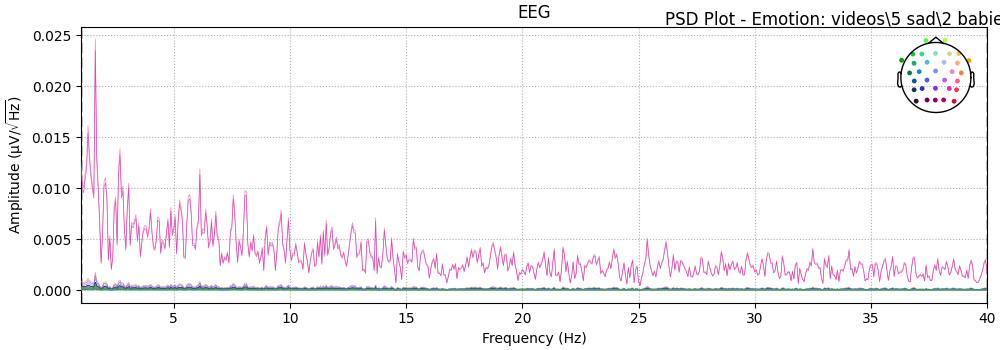 EEG
PSD Plot - Emotion: videos\5 sad\2 babie
Amplitude (µV/√Hz)
0.025
0.020
0.015
0.010
0.005
0.000
5 10 15 20 25 30 35 40
Frequency (Hz)